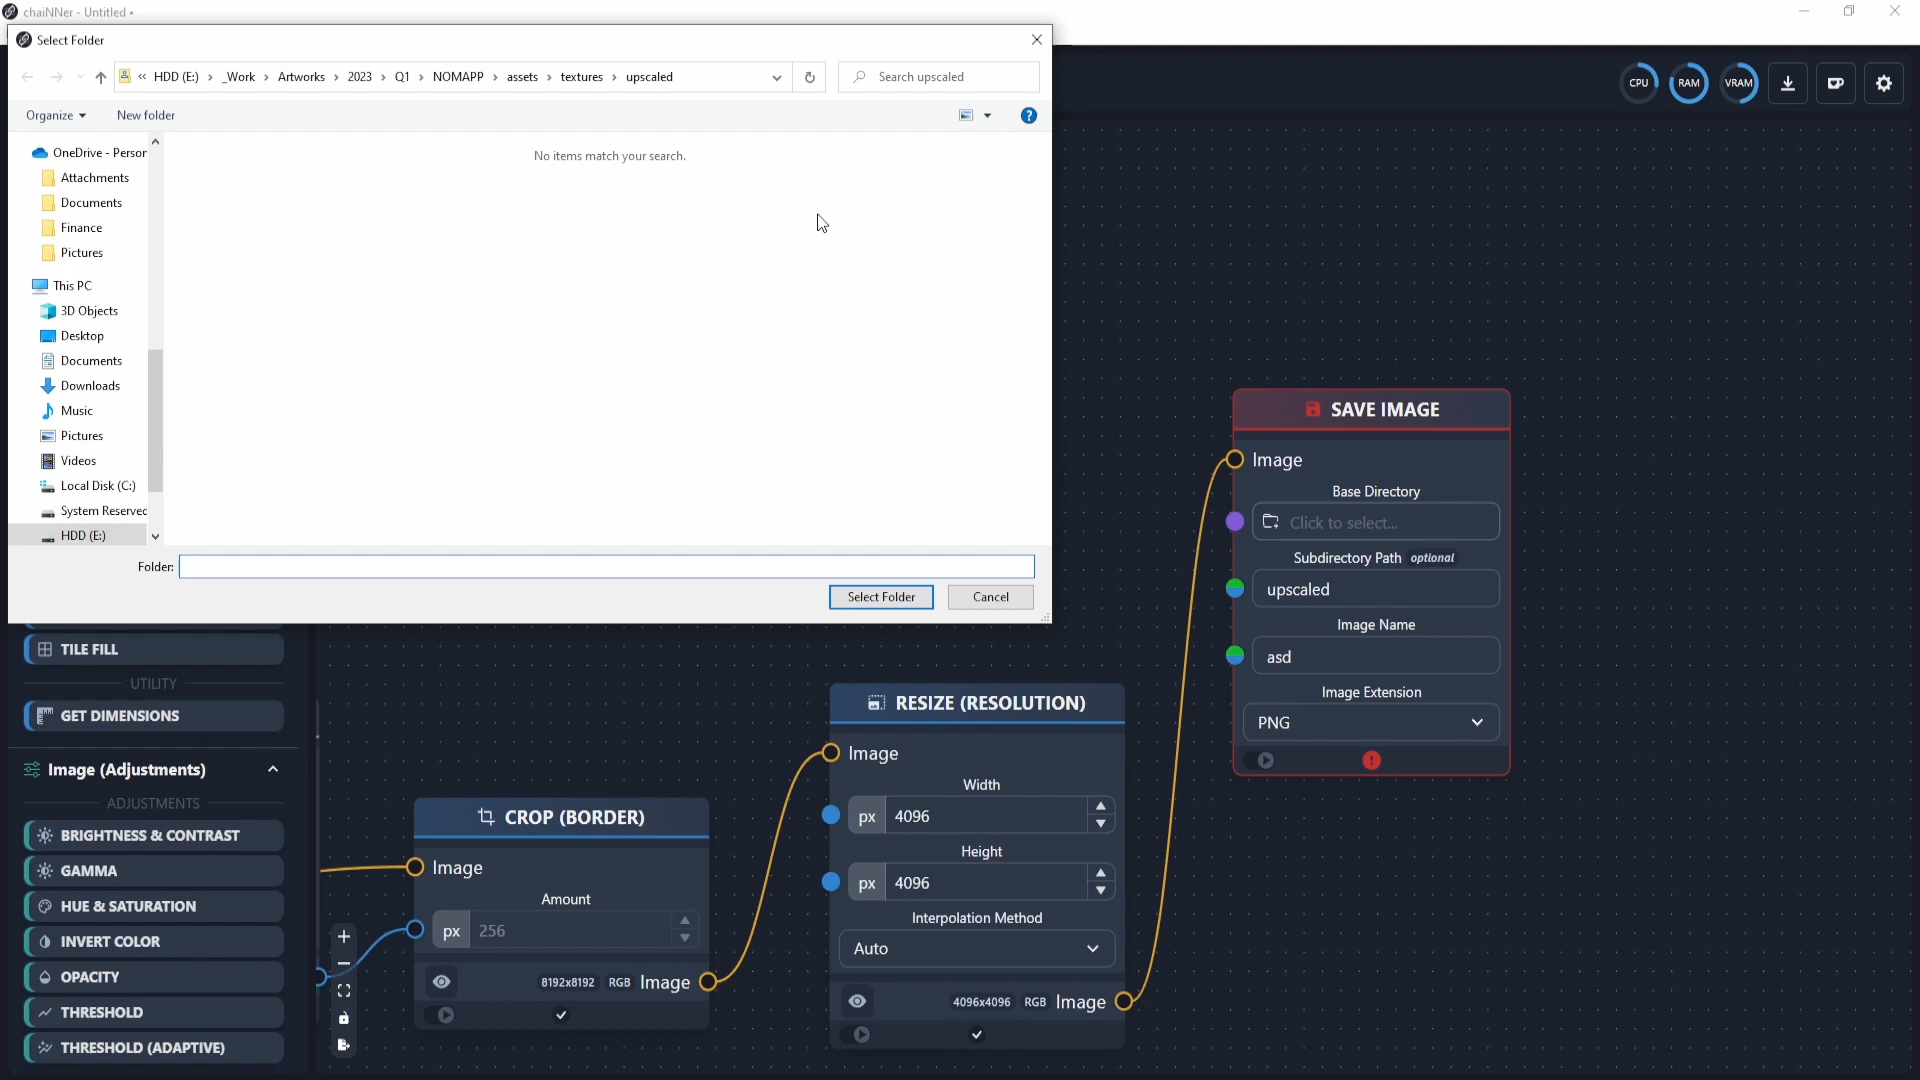 chaiNNer - Untitled •
Select Folder
« HDD (E:) › _Work › Artworks › 2023 › Q1 › NOMAPP › assets › textures › upscaled
Search upscaled
Organize
New folder
No items match your search.
OneDrive - Person
Attachments
Documents
Finance
Pictures
This PC
3D Objects
Desktop
Documents
Downloads
Music
Pictures
Videos
Local Disk (C:)
System Reserved
HDD (E:)
Folder:
Select Folder
Cancel
CPU
RAM
VRAM
TILE FILL
UTILITY
GET DIMENSIONS
Image (Adjustments)
ADJUSTMENTS
BRIGHTNESS & CONTRAST
GAMMA
HUE & SATURATION
INVERT COLOR
OPACITY
THRESHOLD
THRESHOLD (ADAPTIVE)
CROP (BORDER)
Image
Amount
px 256
8192x8192 RGB Image
RESIZE (RESOLUTION)
Image
Width
px 4096
Height
px 4096
Interpolation Method
Auto
4096x4096 RGB Image
SAVE IMAGE
Image
Base Directory
Click to select...
Subdirectory Path optional
upscaled
Image Name
asd
Image Extension
PNG